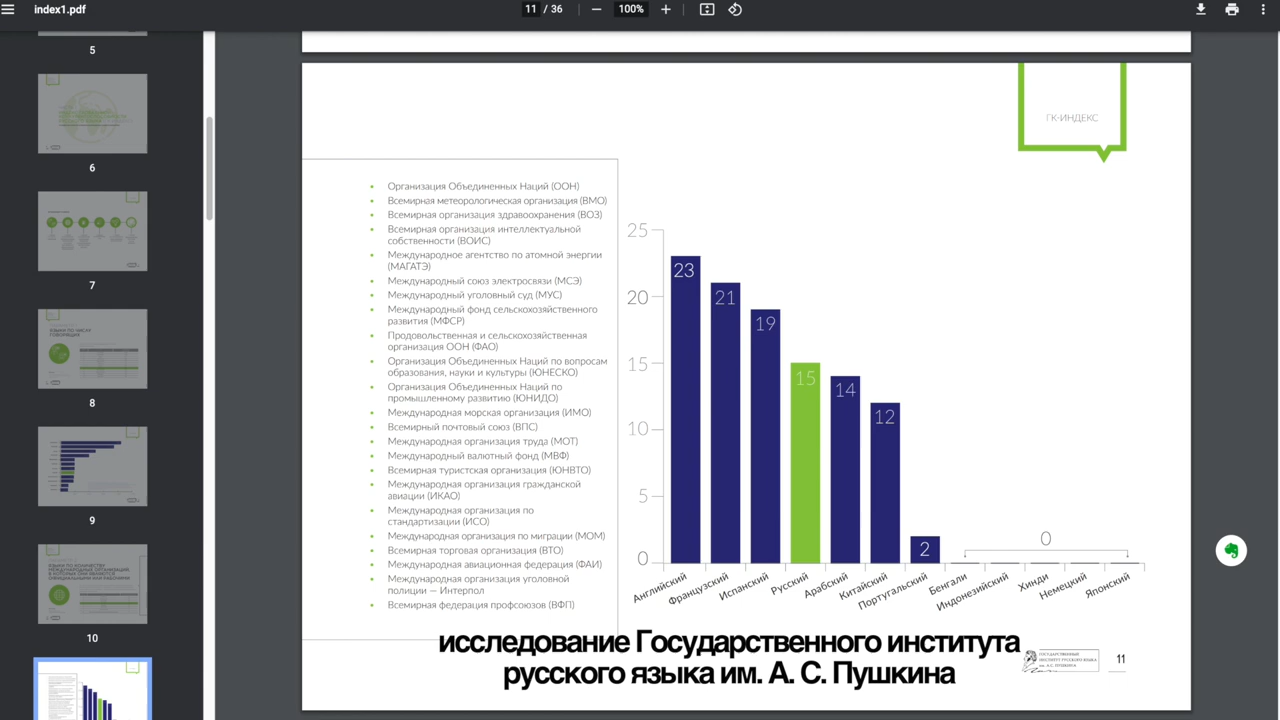 index1.pdf
11 / 36
100%
5
6
7
8
9
10
ГК-ИНДЕКС
Организация Объединенных Наций (ООН)
Всемирная метеорологическая организация (ВМО)
Всемирная организация здравоохранения (ВОЗ)
Всемирная организация интеллектуальной
собственности (ВОИС)
Международное агентство по атомной энергии
(МАГАТЭ)
Международный союз электросвязи (МСЭ)
Международный уголовный суд (МУС)
Международный фонд сельскохозяйственного
развития (МФСР)
Продовольственная и сельскохозяйственная
организация ООН (ФАО)
Организация Объединенных Наций по вопросам
образования, науки и культуры (ЮНЕСКО)
Организация Объединенных Наций по
промышленному развитию (ЮНИДО)
Международная морская организация (ИМО)
Всемирный почтовый союз (ВПС)
Международная организация труда (МОТ)
Международный валютный фонд (МВФ)
Всемирная туристская организация (ЮНВТО)
Международная организация гражданской
авиации (ИКАО)
Международная организация по
стандартизации (ИСО)
Международная организация по миграции (МОМ)
Всемирная торговая организация (ВТО)
Международная авиационная федерация (ФАИ)
Международная организация уголовной
полиции — Интерпол
Всемирная федерация профсоюзов (ВФП)
25
20
15
10
5
0
23
21
19
15
14
12
2
0
Английский
Французский
Испанский
Русский
Арабский
Китайский
Португальский
Бенгали
Индонезийский
Хинди
Немецкий
Японский
исследование Государственного института
русского языка им. А. С. Пушкина
ГОСУДАРСТВЕННЫЙ
ИНСТИТУТ РУССКОГО ЯЗЫКА
им. А.С. ПУШКИНА
11